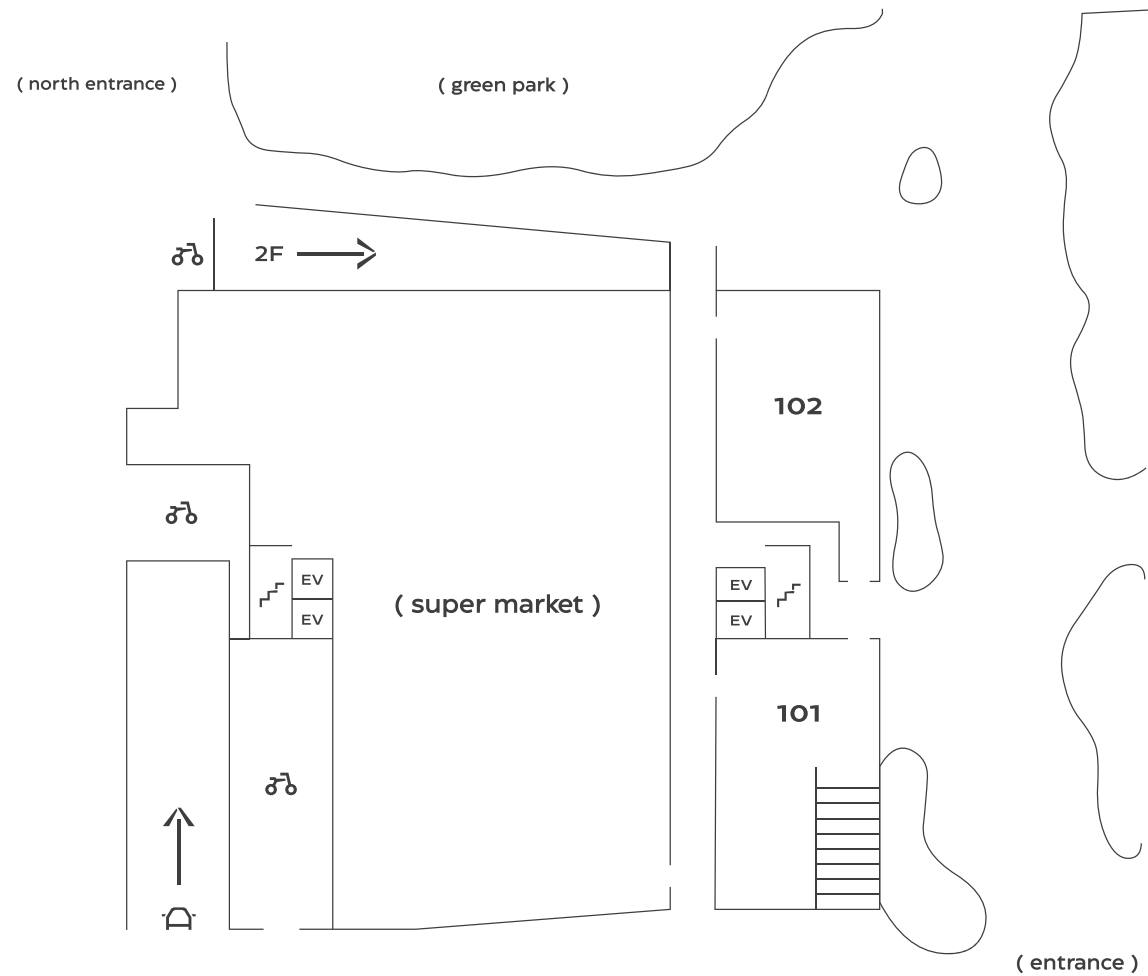 ( north entrance )
( green park )
2F
102
EV
EV
( super market )
EV
EV
101
( entrance )